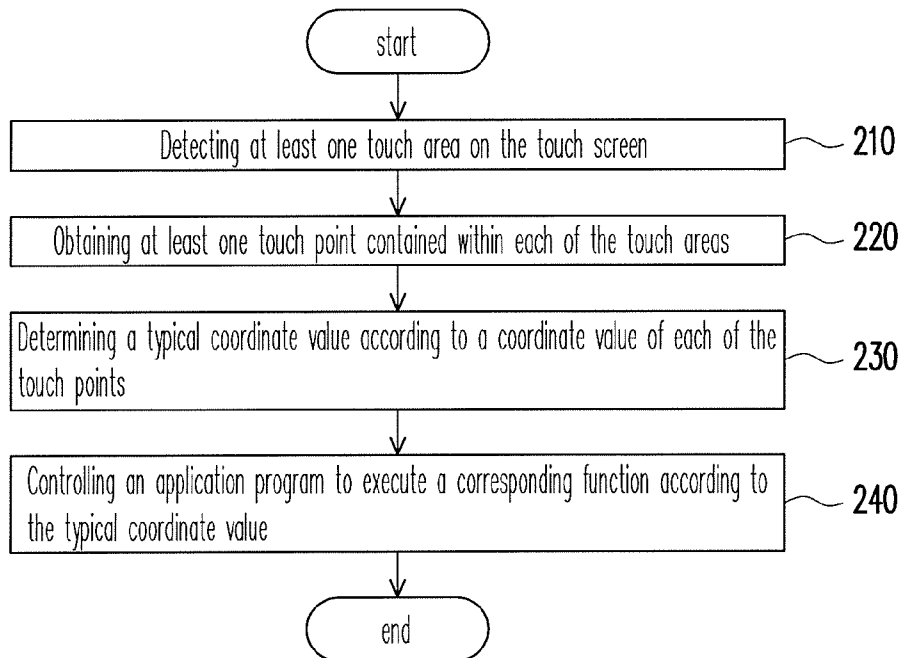 start
Detecting at least one touch area on the touch screen
210
Obtaining at least one touch point contained within each of the touch areas
220
Determining a typical coordinate value according to a coordinate value of each of the
touch points
230
Controlling an application program to execute a corresponding function according to
the typical coordinate value
240
end